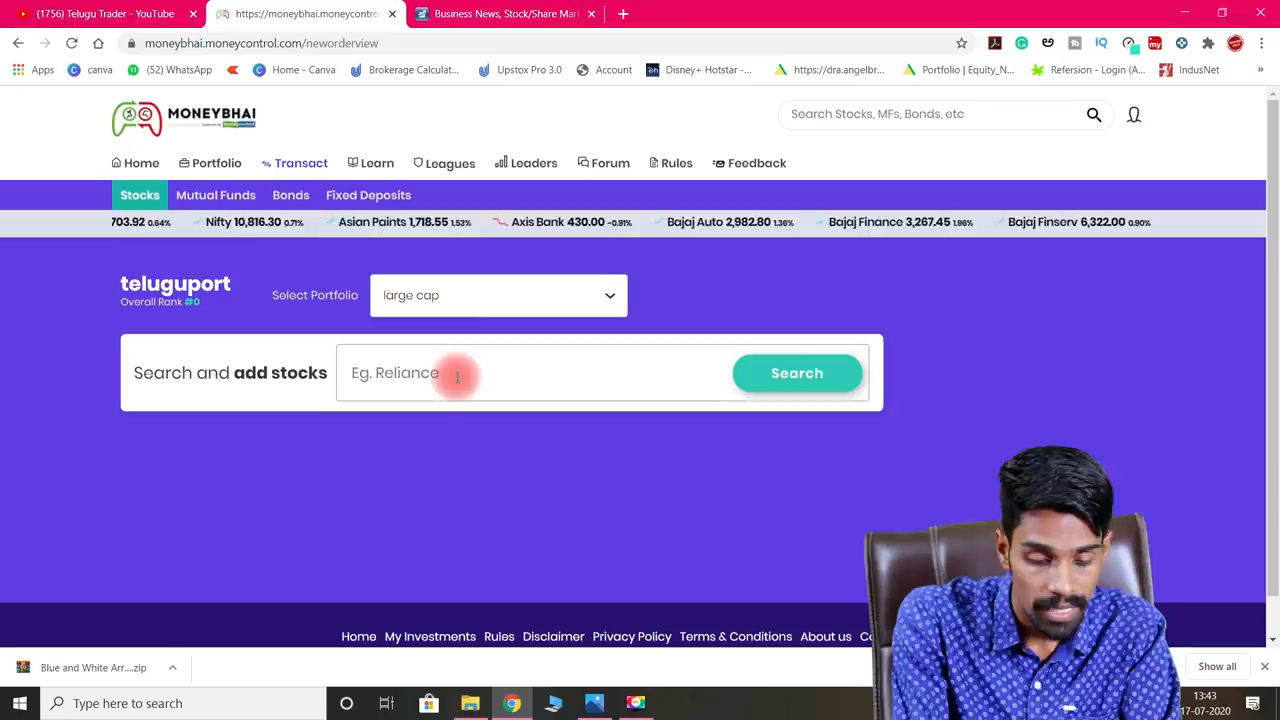 (1756) Telugu Trader - YouTube
https://moneybhai.moneycontro
Business News, Stock/Share Mar
moneybhai.moneycontrol.com/neworderview
Apps
canva
(52) WhatsApp
Home - Canva
Brokerage Calculat...
Upstox Pro 3.0
Account
Disney+ Hotstar -...
https://dra.angelbr...
Portfolio | Equity_N...
Refersion - Login (A...
IndusNet
MONEYBHAI
Search Stocks, MFs, Bonds, etc
Home
Portfolio
Transact
Learn
Leagues
Leaders
Forum
Rules
Feedback
Stocks
Mutual Funds
Bonds
Fixed Deposits
703.92 0.64%
Nifty 10,816.30 0.71%
Asian Paints 1,718.55 1.53%
Axis Bank 430.00 -0.91%
Bajaj Auto 2,982.80 1.36%
Bajaj Finance 3,267.45 1.96%
Bajaj Finserv 6,322.00 0.90%
teluguport
Overall Rank #0
Select Portfolio
large cap
Search and add stocks
Eg. Reliance
Search
Home
My Investments
Rules
Disclaimer
Privacy Policy
Terms & Conditions
About us
Blue and White Arr....zip
Show all
Type here to search
13:43
17-07-2020